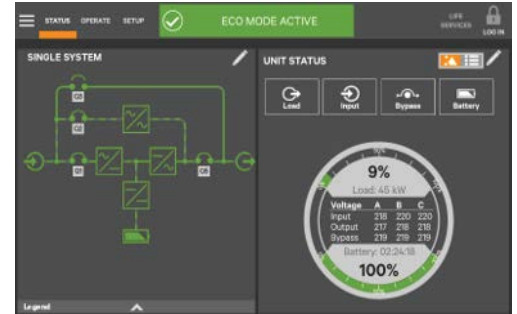 STATUS OPERATE SETUP
ECO MODE ACTIVE
LIFE
SERVICES
LOG IN
SINGLE SYSTEM
Q3
Q2
Q1
Legend
UNIT STATUS
Load Input Bypass Battery
9%
Load: 45 kW
Voltage A B C
Input 218 220 220
Output 217 218 218
Bypass 219 219 219
Battery: 02:24:18
100%